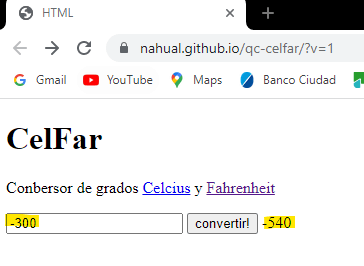 HTML
nahual.github.io/qc-celfar/?v=1
Gmail YouTube Maps Banco Ciudad
CelFar
Conbersor de grados Celcius y Fahrenheit
-300 convertir! -540